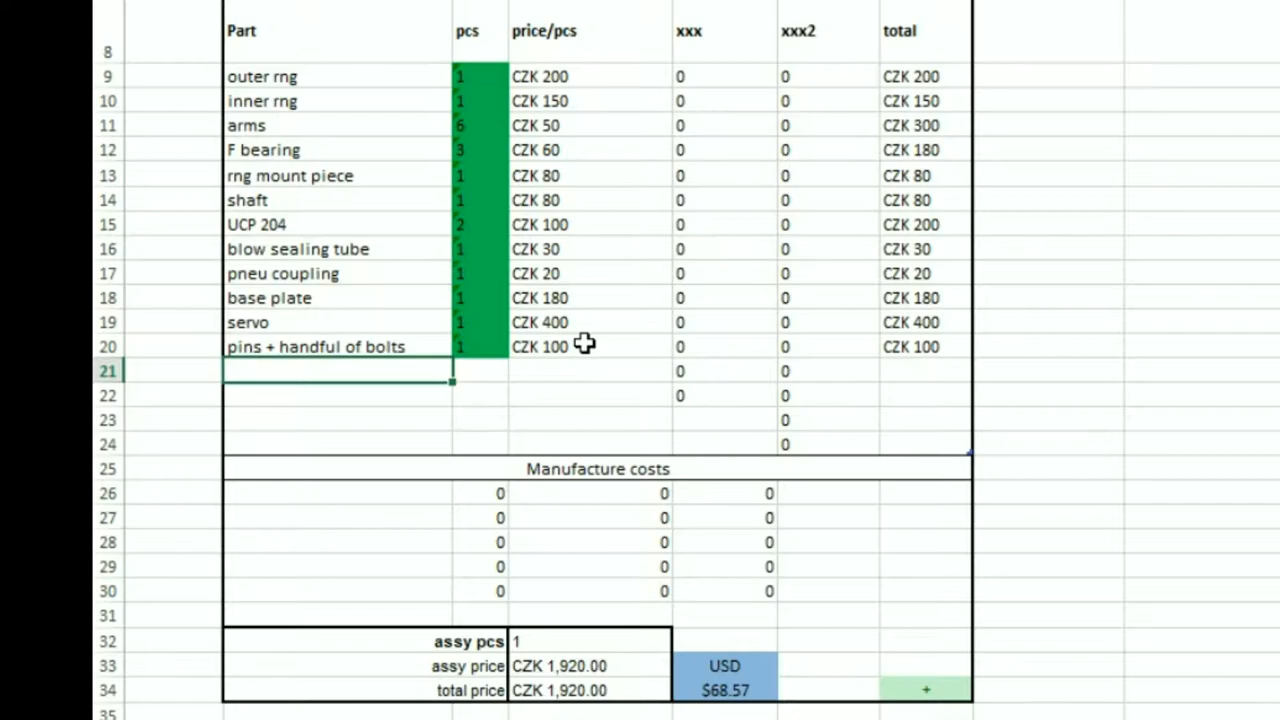 8 Part pcs price/pcs xxx xxx2 total
9 outer rng 1 CZK 200 0 0 CZK 200
10 inner rng 1 CZK 150 0 0 CZK 150
11 arms 6 CZK 50 0 0 CZK 300
12 F bearing 3 CZK 60 0 0 CZK 180
13 rng mount piece 1 CZK 80 0 0 CZK 80
14 shaft 1 CZK 80 0 0 CZK 80
15 UCP 204 2 CZK 100 0 0 CZK 200
16 blow sealing tube 1 CZK 30 0 0 CZK 30
17 pneu coupling 1 CZK 20 0 0 CZK 20
18 base plate 1 CZK 180 0 0 CZK 180
19 servo 1 CZK 400 0 0 CZK 400
20 pins + handful of bolts 1 CZK 100 0 0 CZK 100
21 0 0
22 0 0
23 0
24 0
25 Manufacture costs
26 0 0 0
27 0 0 0
28 0 0 0
29 0 0 0
30 0 0 0
31
32 assy pcs 1
33 assy price CZK 1,920.00 USD
34 total price CZK 1,920.00 $68.57 +
35